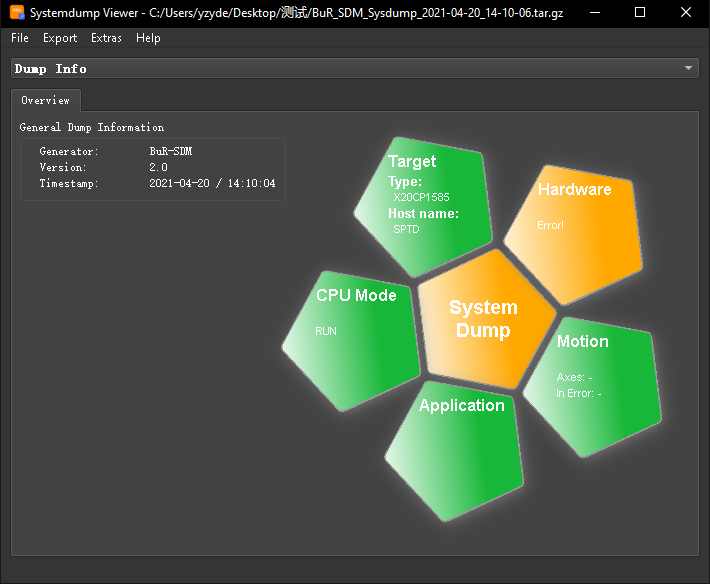 Systemdump Viewer - C:/Users/yzyde/Desktop/测试/BuR_SDM_Sysdump_2021-04-20_14-10-06.tar.gz
File Export Extras Help
Dump Info
Overview
General Dump Information
Generator: BuR-SDM
Version: 2.0
Timestamp: 2021-04-20 / 14:10:04
Target
Type:
X20CP1585
Host name:
SPTD
Hardware
Error!
CPU Mode
RUN
System
Dump
Motion
Axes: -
In Error: -
Application